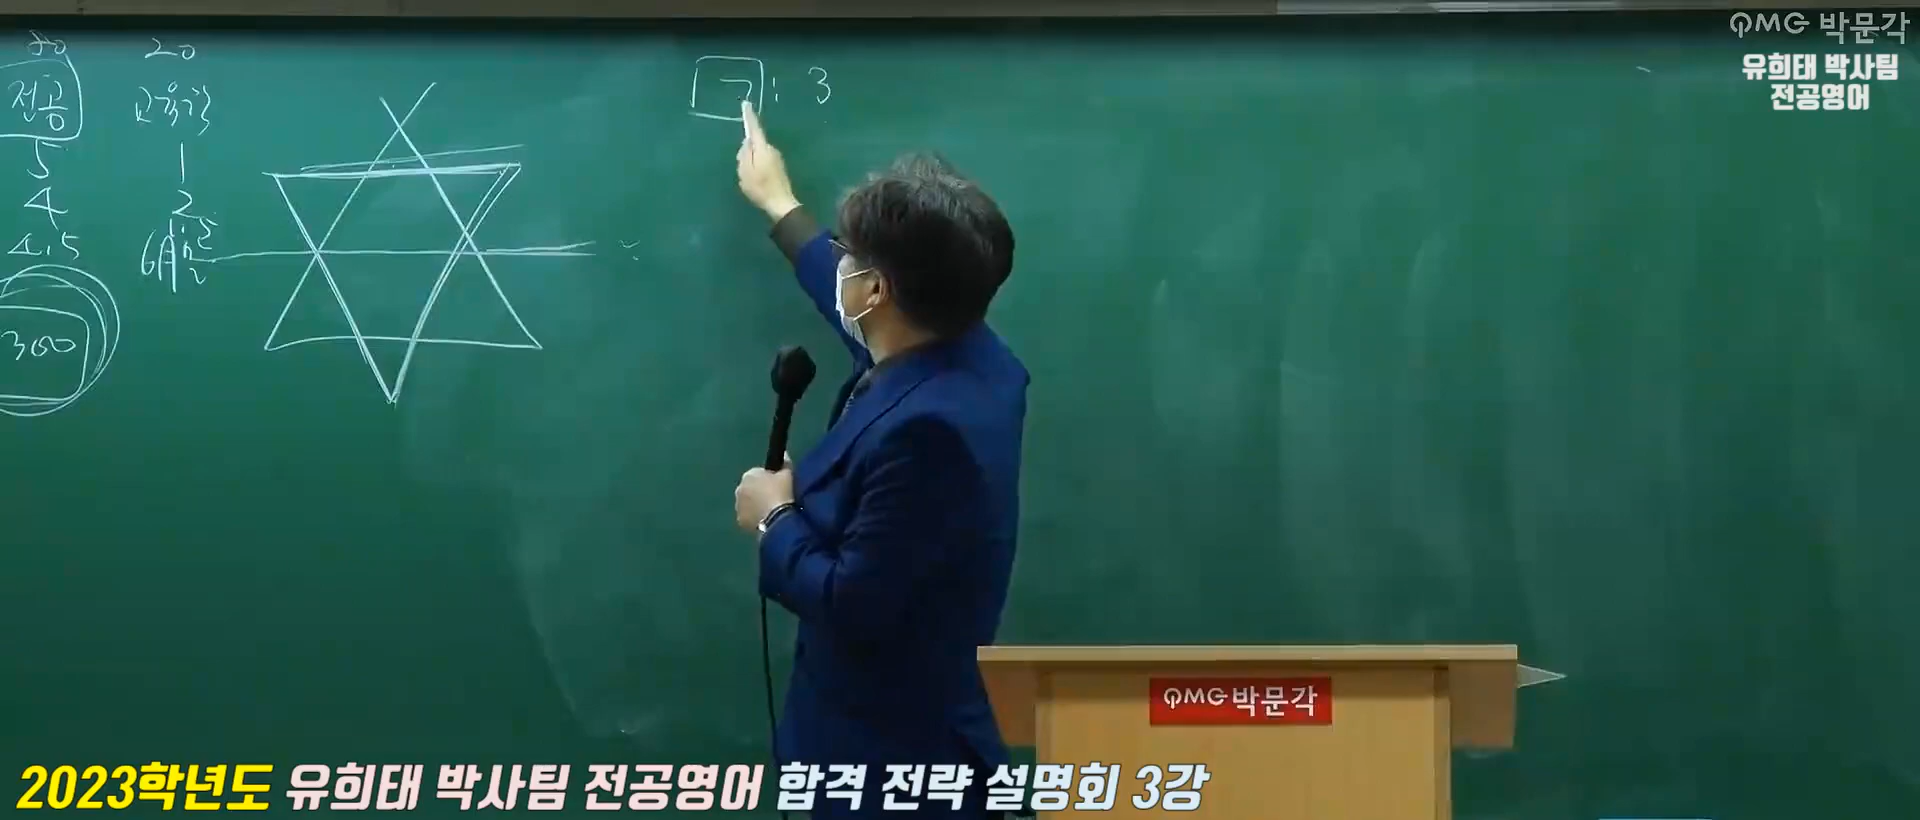 QMG 박문각
유희태 박사팀
전공영어
80 20
전공 교육학
5 1
4 2
4.5
6月
300
7 : 3
QMG 박문각
2023학년도 유희태 박사팀 전공영어 합격 전략 설명회 3강